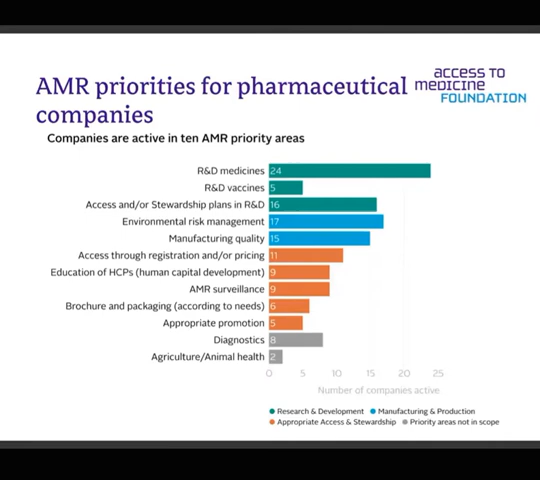 AMR priorities for pharmaceutical
companies
ACCESS TO
MEDICINE
FOUNDATION
Companies are active in ten AMR priority areas
R&D medicines 24
R&D vaccines 5
Access and/or Stewardship plans in R&D 16
Environmental risk management 17
Manufacturing quality 15
Access through registration and/or pricing 11
Education of HCPs (human capital development) 9
AMR surveillance 9
Brochure and packaging (according to needs) 6
Appropriate promotion 5
Diagnostics 8
Agriculture/Animal health 2
0 5 10 15 20 25
Number of companies active
Research & Development Manufacturing & Production
Appropriate Access & Stewardship Priority areas not in scope